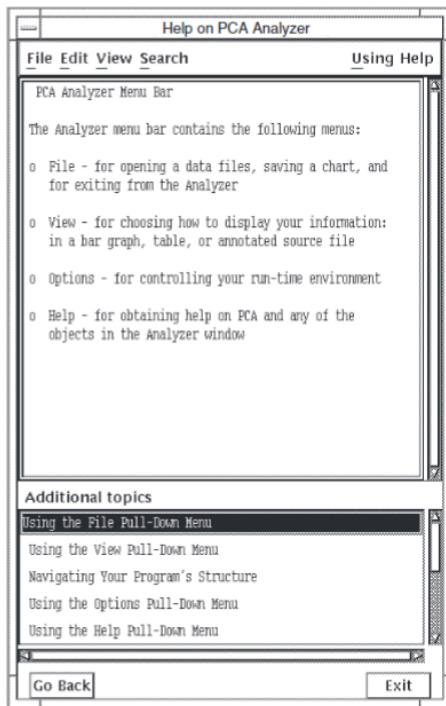 Help on PCA Analyzer
File Edit View Search Using Help
PCA Analyzer Menu Bar
The Analyzer menu bar contains the following menus:
o File - for opening a data files, saving a chart, and
for exiting from the Analyzer
o View - for choosing how to display your information:
in a bar graph, table, or annotated source file
o Options - for controlling your run-time environment
o Help - for obtaining help on PCA and any of the
objects in the Analyzer window
Additional topics
Using the File Pull-Down Menu
Using the View Pull-Down Menu
Navigating Your Program's Structure
Using the Options Pull-Down Menu
Using the Help Pull-Down Menu
Go Back Exit